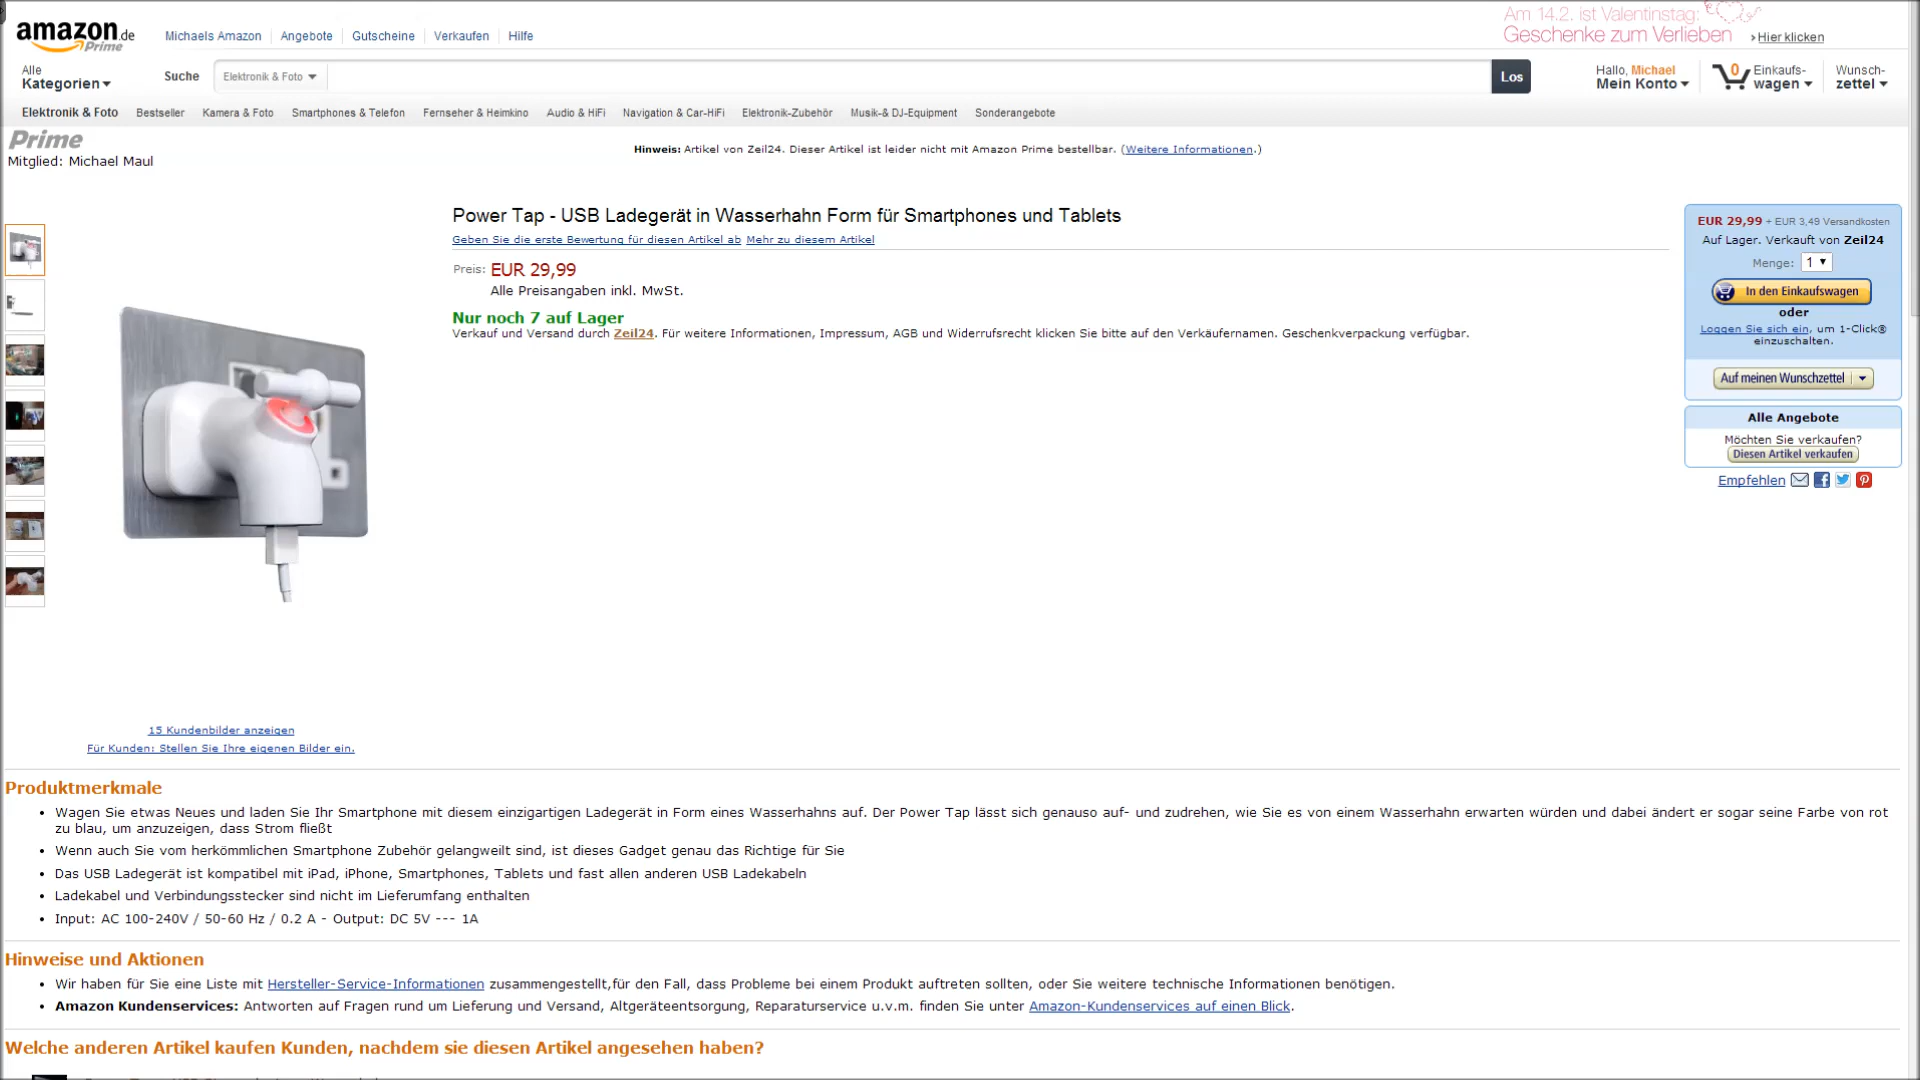 amazon.de
Prime
Michaels Amazon
Angebote
Gutscheine
Verkaufen
Hilfe
Am 14.2. ist Valentinstag:
Geschenke zum Verlieben
Hier klicken
Alle
Kategorien
Suche
Elektronik & Foto
Los
Hallo, Michael
Mein Konto
0
Einkaufs-
wagen
Wunsch-
zettel
Elektronik & Foto
Bestseller
Kamera & Foto
Smartphones & Telefon
Fernseher & Heimkino
Audio & HiFi
Navigation & Car-HiFi
Elektronik-Zubehör
Musik-& DJ-Equipment
Sonderangebote
Prime
Mitglied: Michael Maul
Hinweis: Artikel von Zeil24. Dieser Artikel ist leider nicht mit Amazon Prime bestellbar. (Weitere Informationen.)
Power Tap - USB Ladegerät in Wasserhahn Form für Smartphones und Tablets
Geben Sie die erste Bewertung für diesen Artikel ab Mehr zu diesem Artikel
Preis: EUR 29,99
Alle Preisangaben inkl. MwSt.
Nur noch 7 auf Lager
Verkauf und Versand durch Zeil24. Für weitere Informationen, Impressum, AGB und Widerrufsrecht klicken Sie bitte auf den Verkäufernamen. Geschenkverpackung verfügbar.
EUR 29,99 + EUR 3,49 Versandkosten
Auf Lager. Verkauft von Zeil24
Menge: 1
In den Einkaufswagen
oder
Loggen Sie sich ein, um 1-Click®
einzuschalten.
Auf meinen Wunschzettel
Alle Angebote
Möchten Sie verkaufen?
Diesen Artikel verkaufen
Empfehlen
15 Kundenbilder anzeigen
Für Kunden: Stellen Sie Ihre eigenen Bilder ein.
Produktmerkmale
Wagen Sie etwas Neues und laden Sie Ihr Smartphone mit diesem einzigartigen Ladegerät in Form eines Wasserhahns auf. Der Power Tap lässt sich genauso auf- und zudrehen, wie Sie es von einem Wasserhahn erwarten würden und dabei ändert er sogar seine Farbe von rot
zu blau, um anzuzeigen, dass Strom fließt
Wenn auch Sie vom herkömmlichen Smartphone Zubehör gelangweilt sind, ist dieses Gadget genau das Richtige für Sie
Das USB Ladegerät ist kompatibel mit iPad, iPhone, Smartphones, Tablets und fast allen anderen USB Ladekabeln
Ladekabel und Verbindungsstecker sind nicht im Lieferumfang enthalten
Input: AC 100-240V / 50-60 Hz / 0.2 A - Output: DC 5V --- 1A
Hinweise und Aktionen
Wir haben für Sie eine Liste mit Hersteller-Service-Informationen zusammengestellt,für den Fall, dass Probleme bei einem Produkt auftreten sollten, oder Sie weitere technische Informationen benötigen.
Amazon Kundenservices: Antworten auf Fragen rund um Lieferung und Versand, Altgeräteentsorgung, Reparaturservice u.v.m. finden Sie unter Amazon-Kundenservices auf einen Blick.
Welche anderen Artikel kaufen Kunden, nachdem sie diesen Artikel angesehen haben?